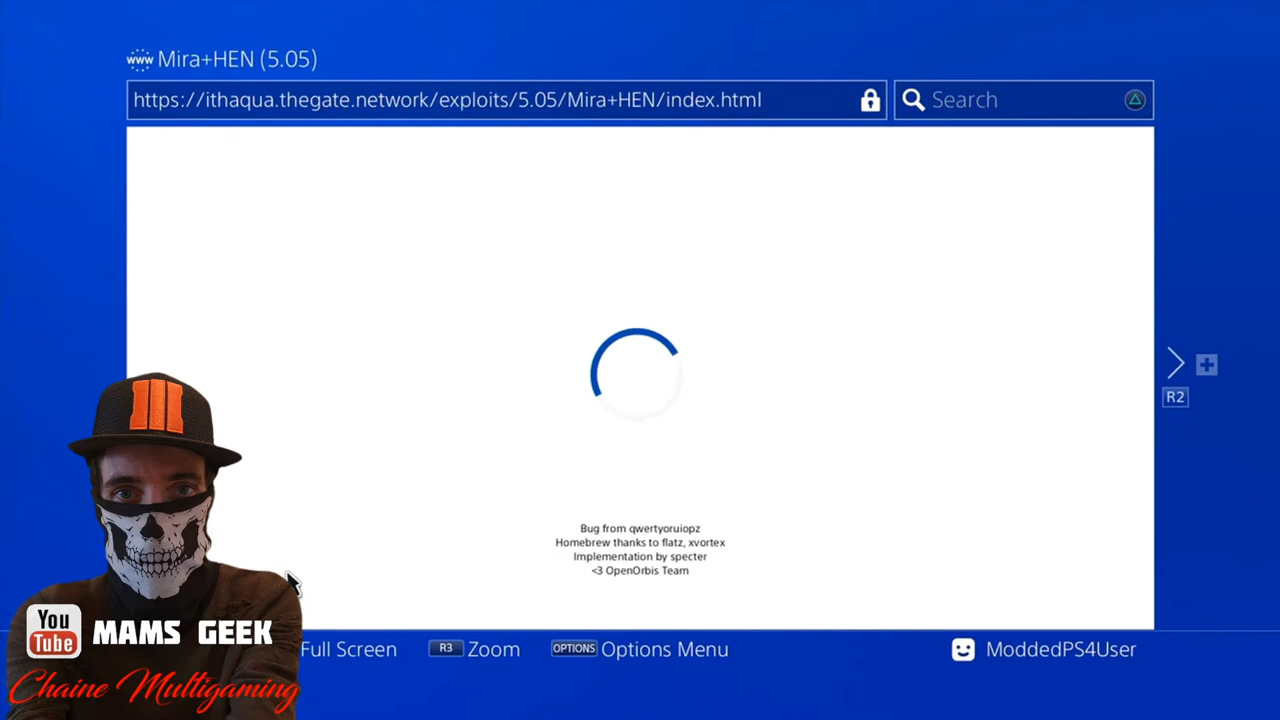 www Mira+HEN (5.05)
https://ithaqua.thegate.network/exploits/5.05/Mira+HEN/index.html
Search
R2
Bug from qwertyoruiopz
Homebrew thanks to flatz, xvortex
Implementation by specter
<3 OpenOrbis Team
You Tube MAMS GEEK
Full Screen R3 Zoom OPTIONS Options Menu ModdedPS4User
Chaine Multigaming